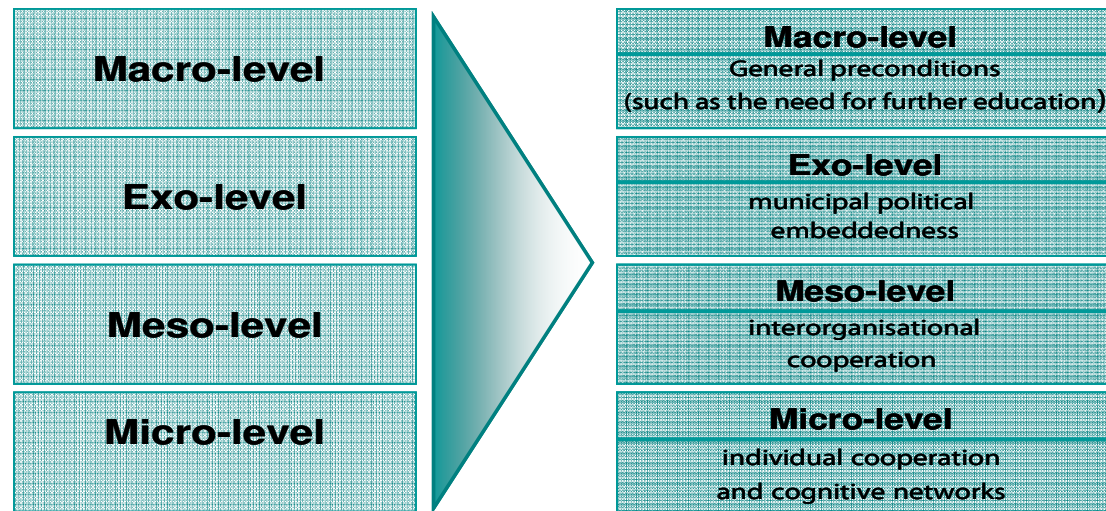 Macro-level
Exo-level
Meso-level
Micro-level
Macro-level
General preconditions
(such as the need for further education)
Exo-level
municipal political
embeddedness
Meso-level
interorganisational
cooperation
Micro-level
individual cooperation
and cognitive networks